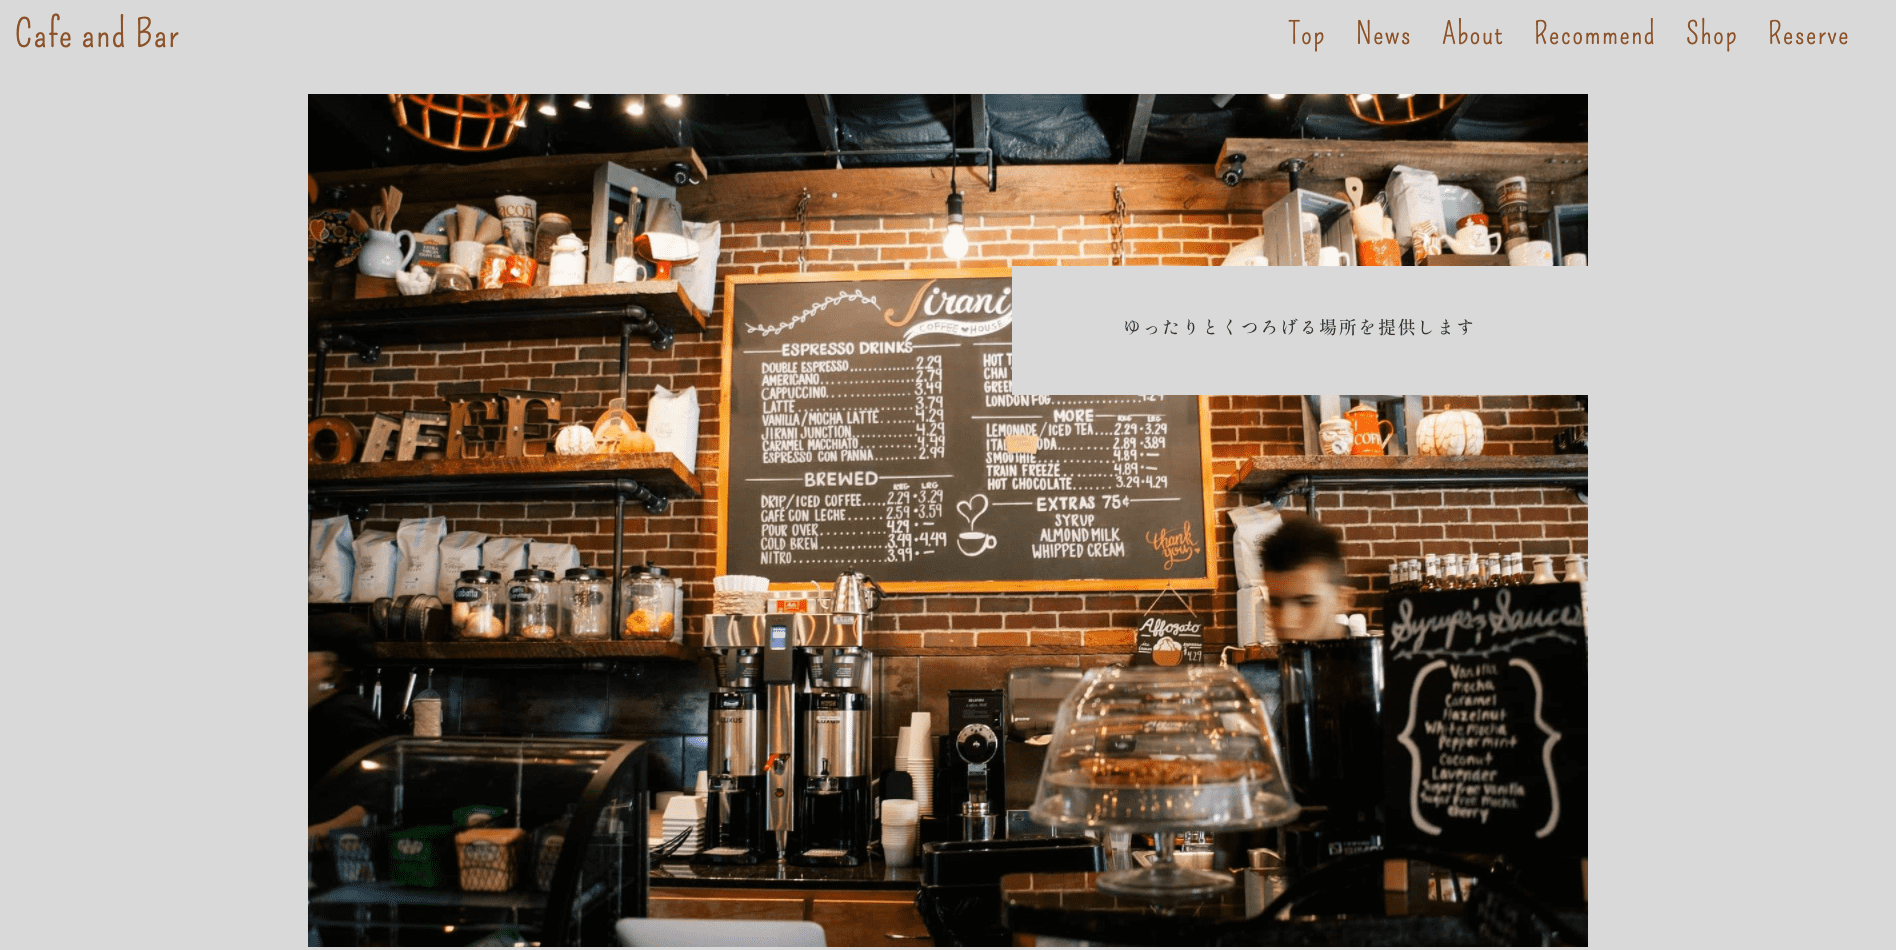 Cafe and Bar
Top News About Recommend Shop Reserve
ゆったりとくつろげる場所を提供します
Jirani
COFFEE HOUSE
ESPRESSO DRINKS
DOUBLE ESPRESSO 2.29
AMERICANO 2.79
CAPPUCCINO 3.49
LATTE 3.79
VANILLA/MOCHA LATTE 4.29
JIRANI JUNCTION 4.29
CARAMEL MACCHIATO 4.49
ESPRESSO CON PANNA 2.99
BREWED
REG LRG
DRIP/ICED COFFEE 2.29 • 3.29
CAFÉ CON LECHE 2.59 • 3.59
POUR OVER 4.29 • —
COLD BREW 3.49 • 4.49
NITRO 3.99 • —
HOT T
CHAI
GREEN
LONDON FOG 4.29
MORE
REG LRG
LEMONADE/ICED TEA 2.29 • 3.29
ITA ODA 2.89 • 3.89
SMOOTHIE 4.89 • —
TRAIN FREEZE 4.89 • —
HOT CHOCOLATE 3.29 • 4.29
EXTRAS 75¢
SYRUP
ALMOND MILK
WHIPPED CREAM
thank you
Affogato
4.29
Syrups & Sauces
Vanilla
Mocha
Caramel
Hazelnut
White mocha
Peppermint
Coconut
Lavender
Sugar free Vanilla
Sugar free Mocha
Cherry